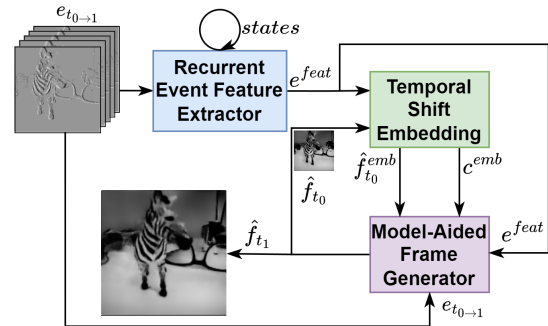 e_{t_{0→1}}
states
Recurrent
Event Feature
Extractor
e^{feat}
Temporal
Shift
Embedding
\hat{f}_{t_0}
\hat{f}_{t_0}^{emb}
c^{emb}
\hat{f}_{t_1}
Model-Aided
Frame
Generator
e^{feat}
e_{t_{0→1}}